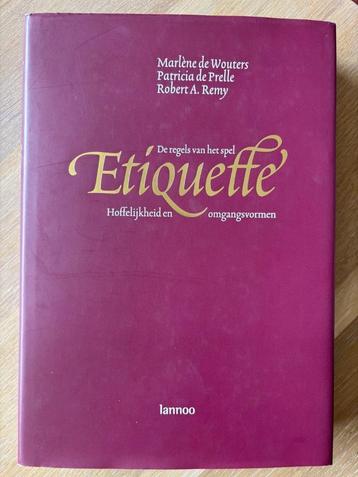 Marlène de Wouters
Patricia de Prelle
Robert A. Remy
De regels van het spel
Etiquette
Hoffelijkheid en omgangsvormen
lannoo